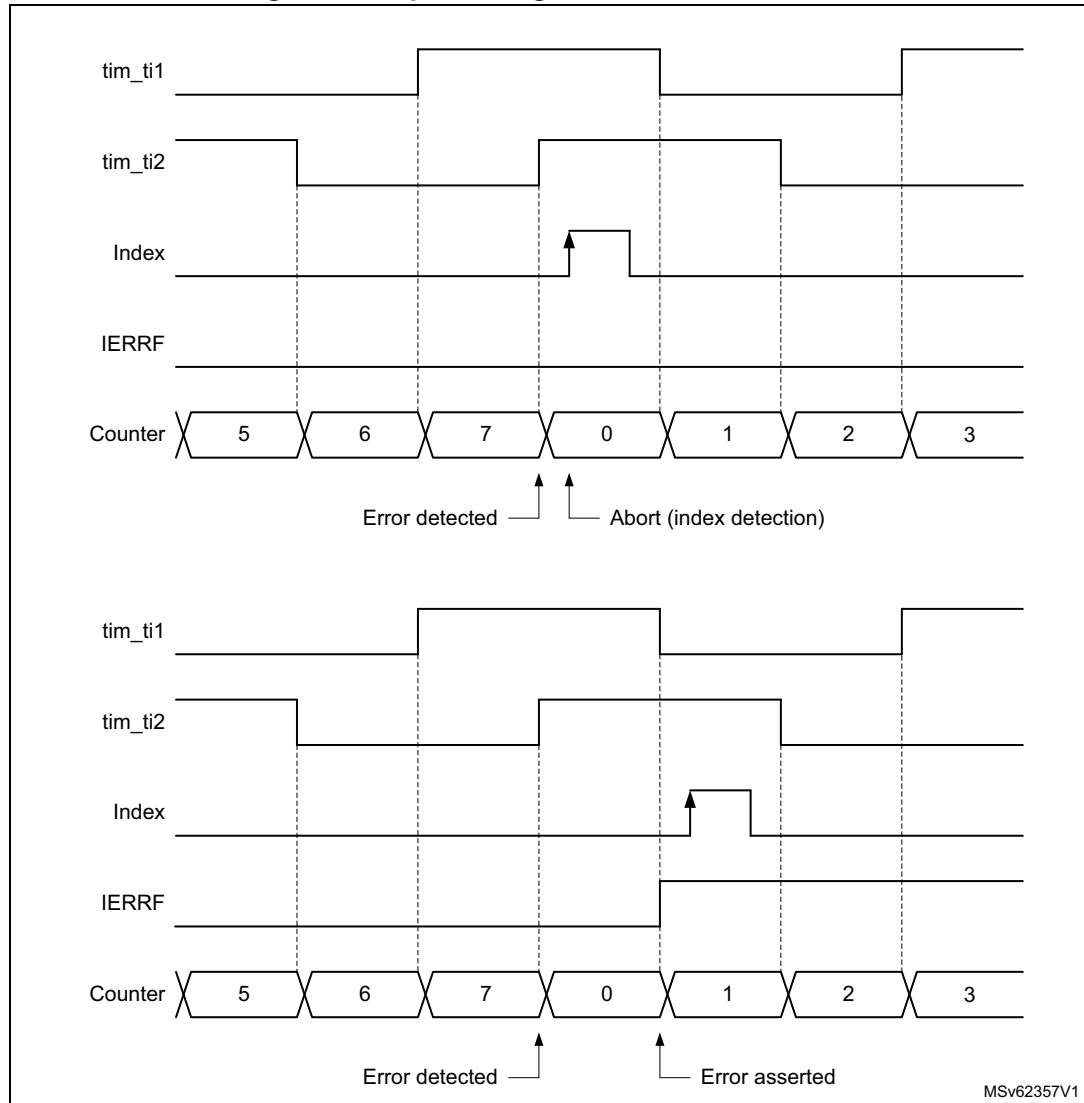 tim_ti1
tim_ti2
Index
IERRF
Counter 5 6 7 0 1 2 3
Error detected Abort (index detection)
tim_ti1
tim_ti2
Index
IERRF
Counter 5 6 7 0 1 2 3
Error detected Error asserted
MSv62357V1